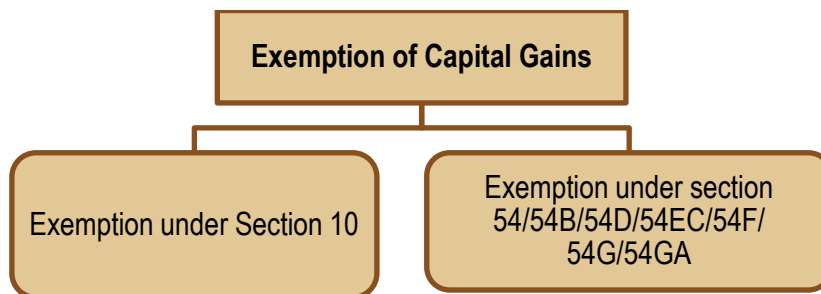 Exemption of Capital Gains
Exemption under Section 10
Exemption under section
54/54B/54D/54EC/54F/
54G/54GA